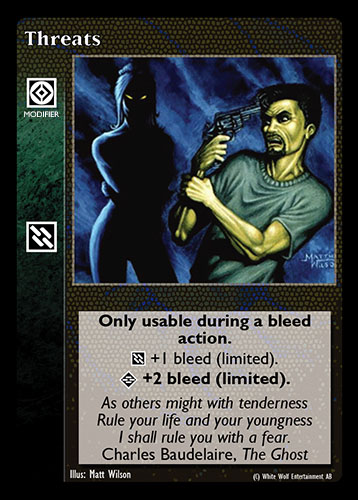 Threats
MODIFIER
MATTHEW
WILSON
Only usable during a bleed
action.
+1 bleed (limited).
+2 bleed (limited).
As others might with tenderness
Rule your life and your youngness
I shall rule you with a fear.
Charles Baudelaire, The Ghost
Illus: Matt Wilson
(C) White Wolf Entertainment AB